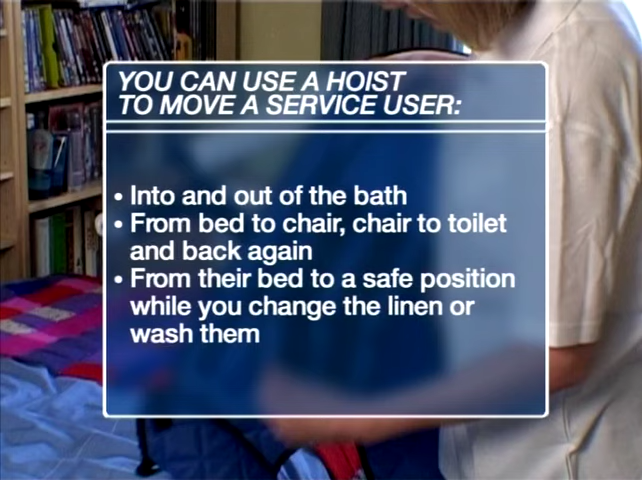 YOU CAN USE A HOIST
TO MOVE A SERVICE USER:
• Into and out of the bath
• From bed to chair, chair to toilet
and back again
• From their bed to a safe position
while you change the linen or
wash them